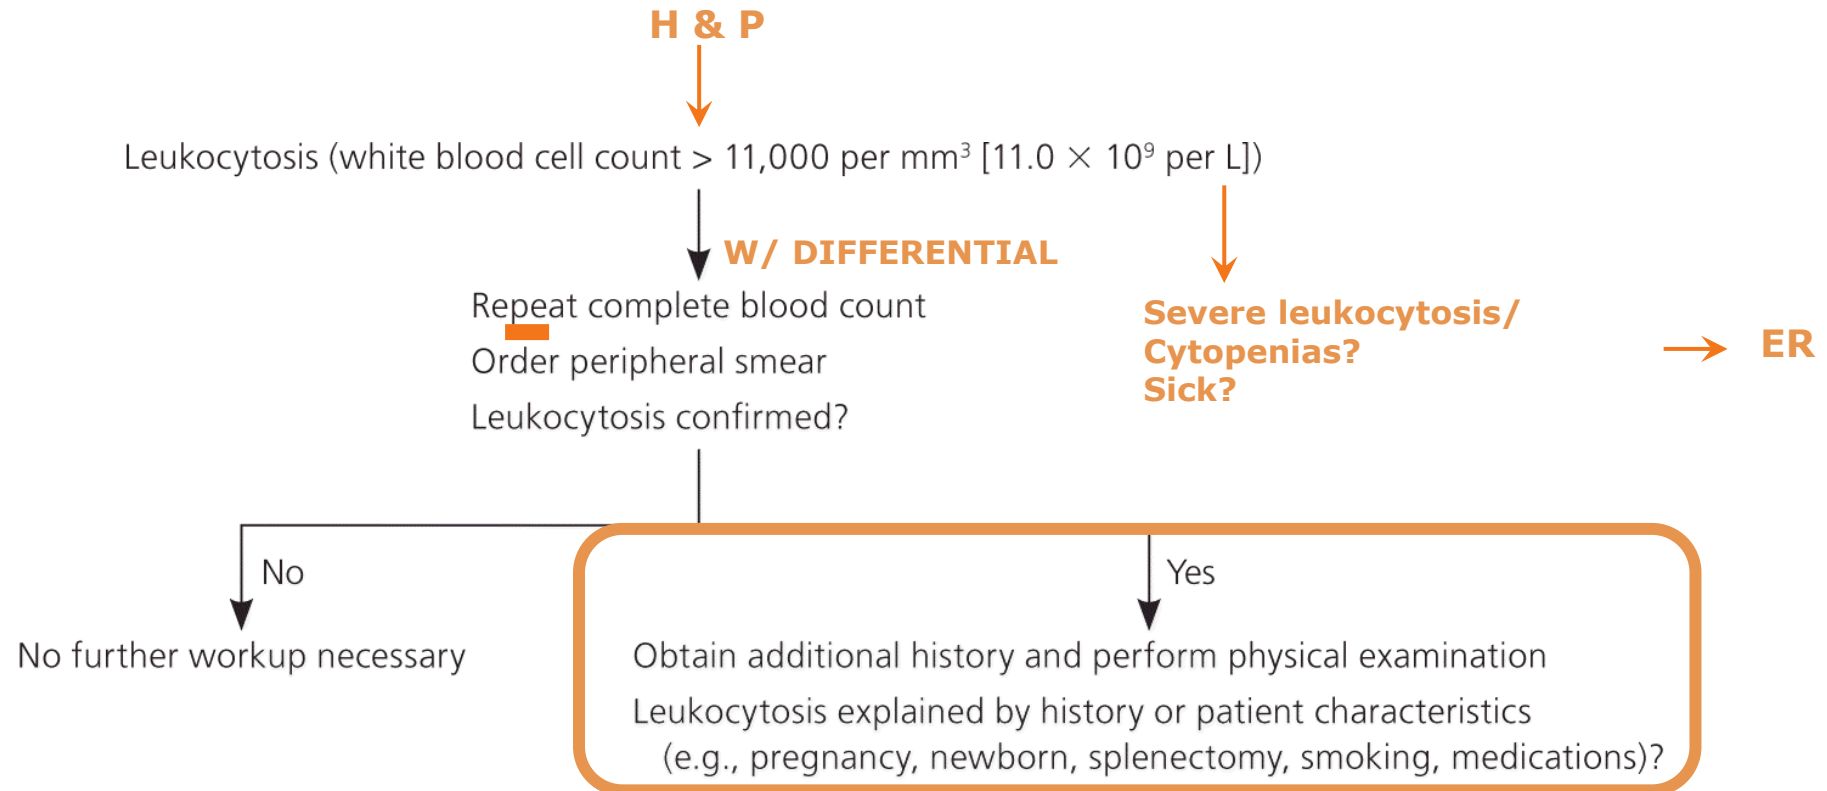 H & P
Leukocytosis (white blood cell count > 11,000 per mm³ [11.0 × 10⁹ per L])
W/ DIFFERENTIAL
Repeat complete blood count
Order peripheral smear
Leukocytosis confirmed?
Severe leukocytosis/
Cytopenias?
Sick?
ER
No
No further workup necessary
Yes
Obtain additional history and perform physical examination
Leukocytosis explained by history or patient characteristics
(e.g., pregnancy, newborn, splenectomy, smoking, medications)?